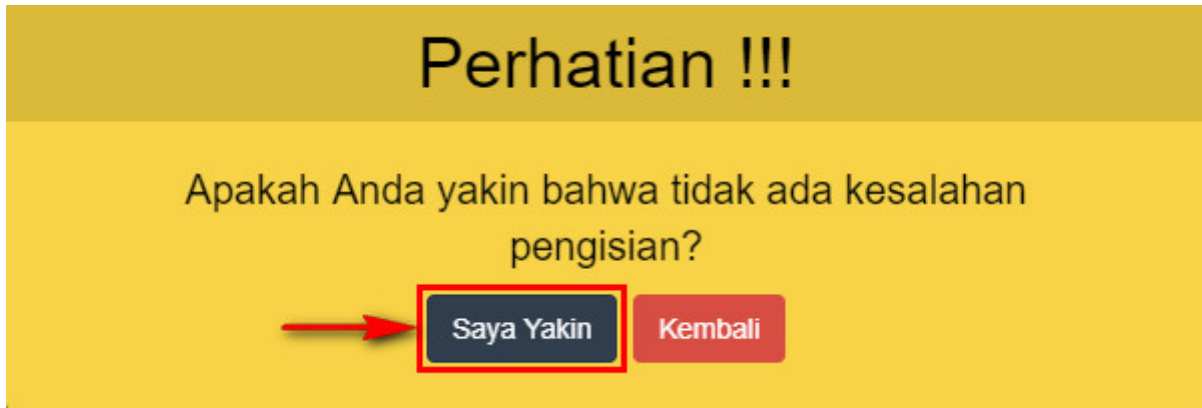 Perhatian !!!
Apakah Anda yakin bahwa tidak ada kesalahan
pengisian?
Saya Yakin
Kembali